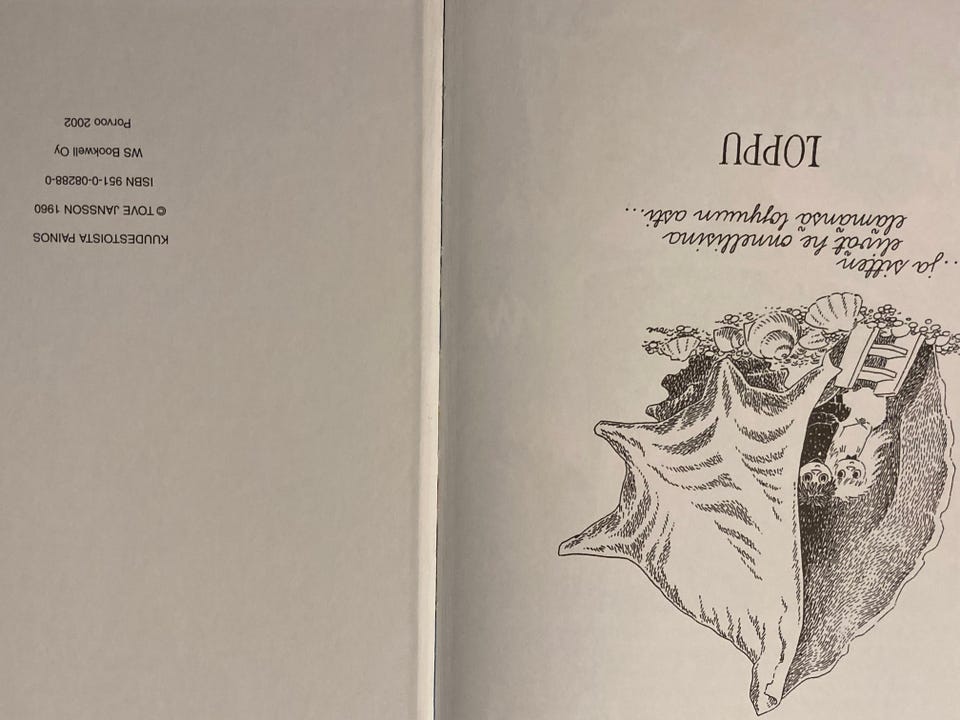 ...ja sitten
elivät he onnellisina
elämänsä loppuun asti...
LOPPU
KUUDESTOISTA PAINOS
© TOVE JANSSON 1960
ISBN 951-0-08288-0
WS Bookwell Oy
Porvoo 2002